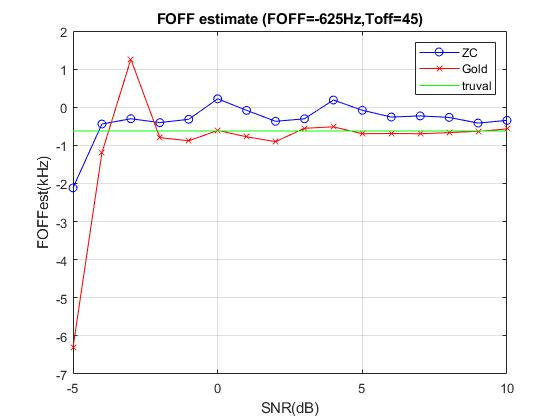 FOFF estimate (FOFF=-625Hz,Toff=45)
ZC
Gold
truval
2
1
0
-1
-2
-3
-4
-5
-6
-7
FOFFest(kHz)
-5
0
5
10
SNR(dB)